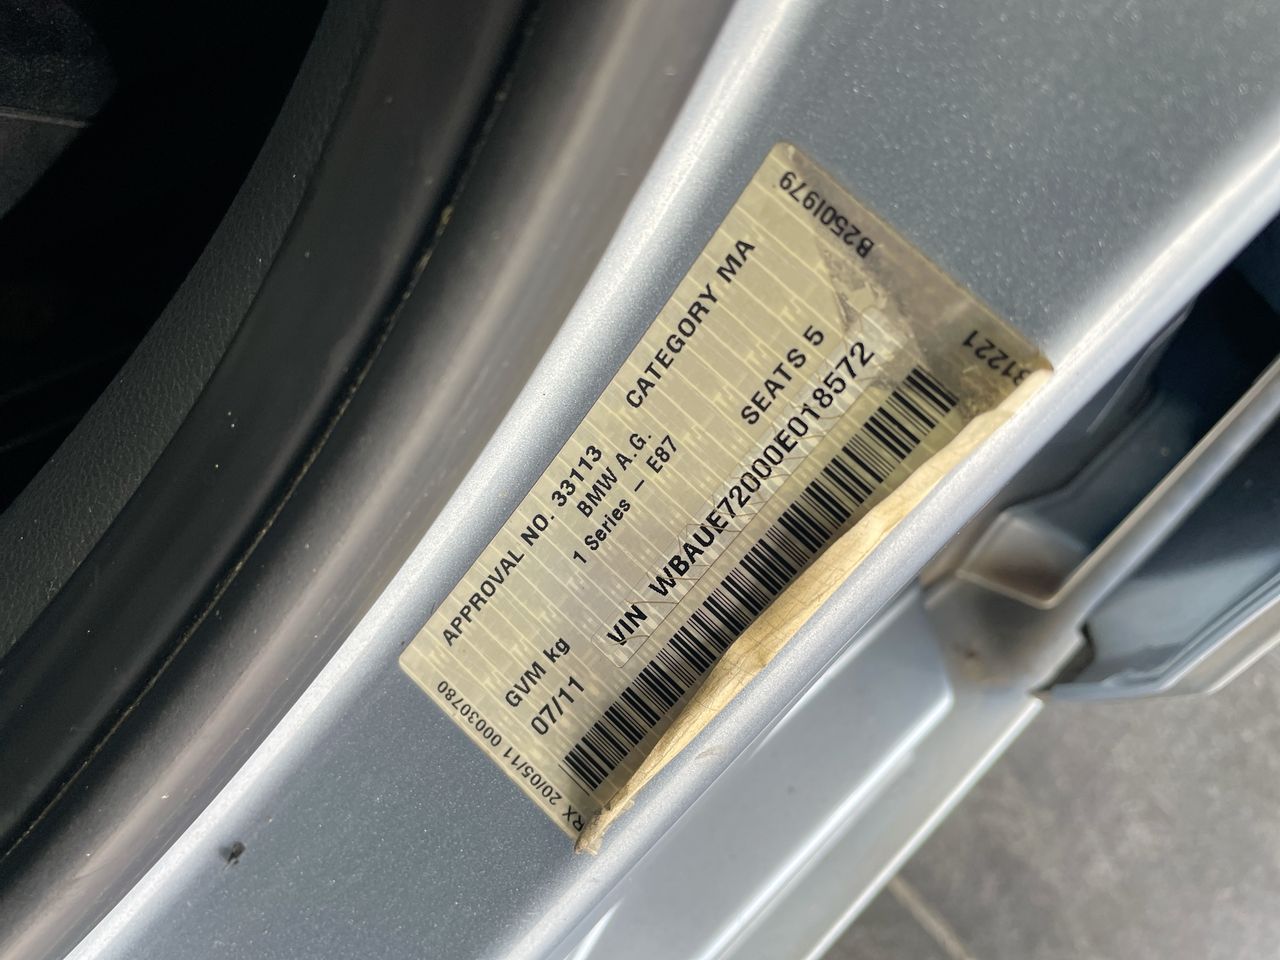 B250I979
APPROVAL NO. 33113 CATEGORY MA
BMW A.G.
1 Series – E87
GVM kg SEATS 5
07/11
VIN WBAUE72000E018572
RX 20/05/11 00030780
31221